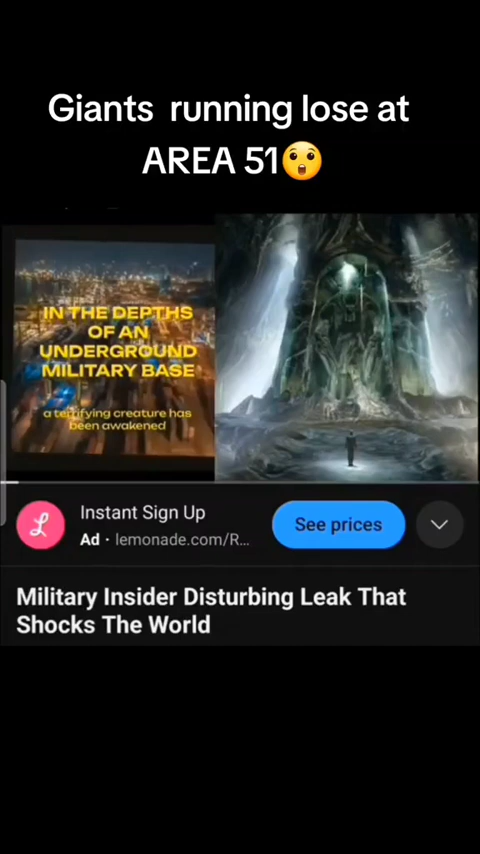 Giants running lose at
AREA 51😲
IN THE DEPTHS
OF AN
UNDERGROUND
MILITARY BASE
a terrifying creature has
been awakened
Instant Sign Up
Ad · lemonade.com/R...
See prices
Military Insider Disturbing Leak That
Shocks The World